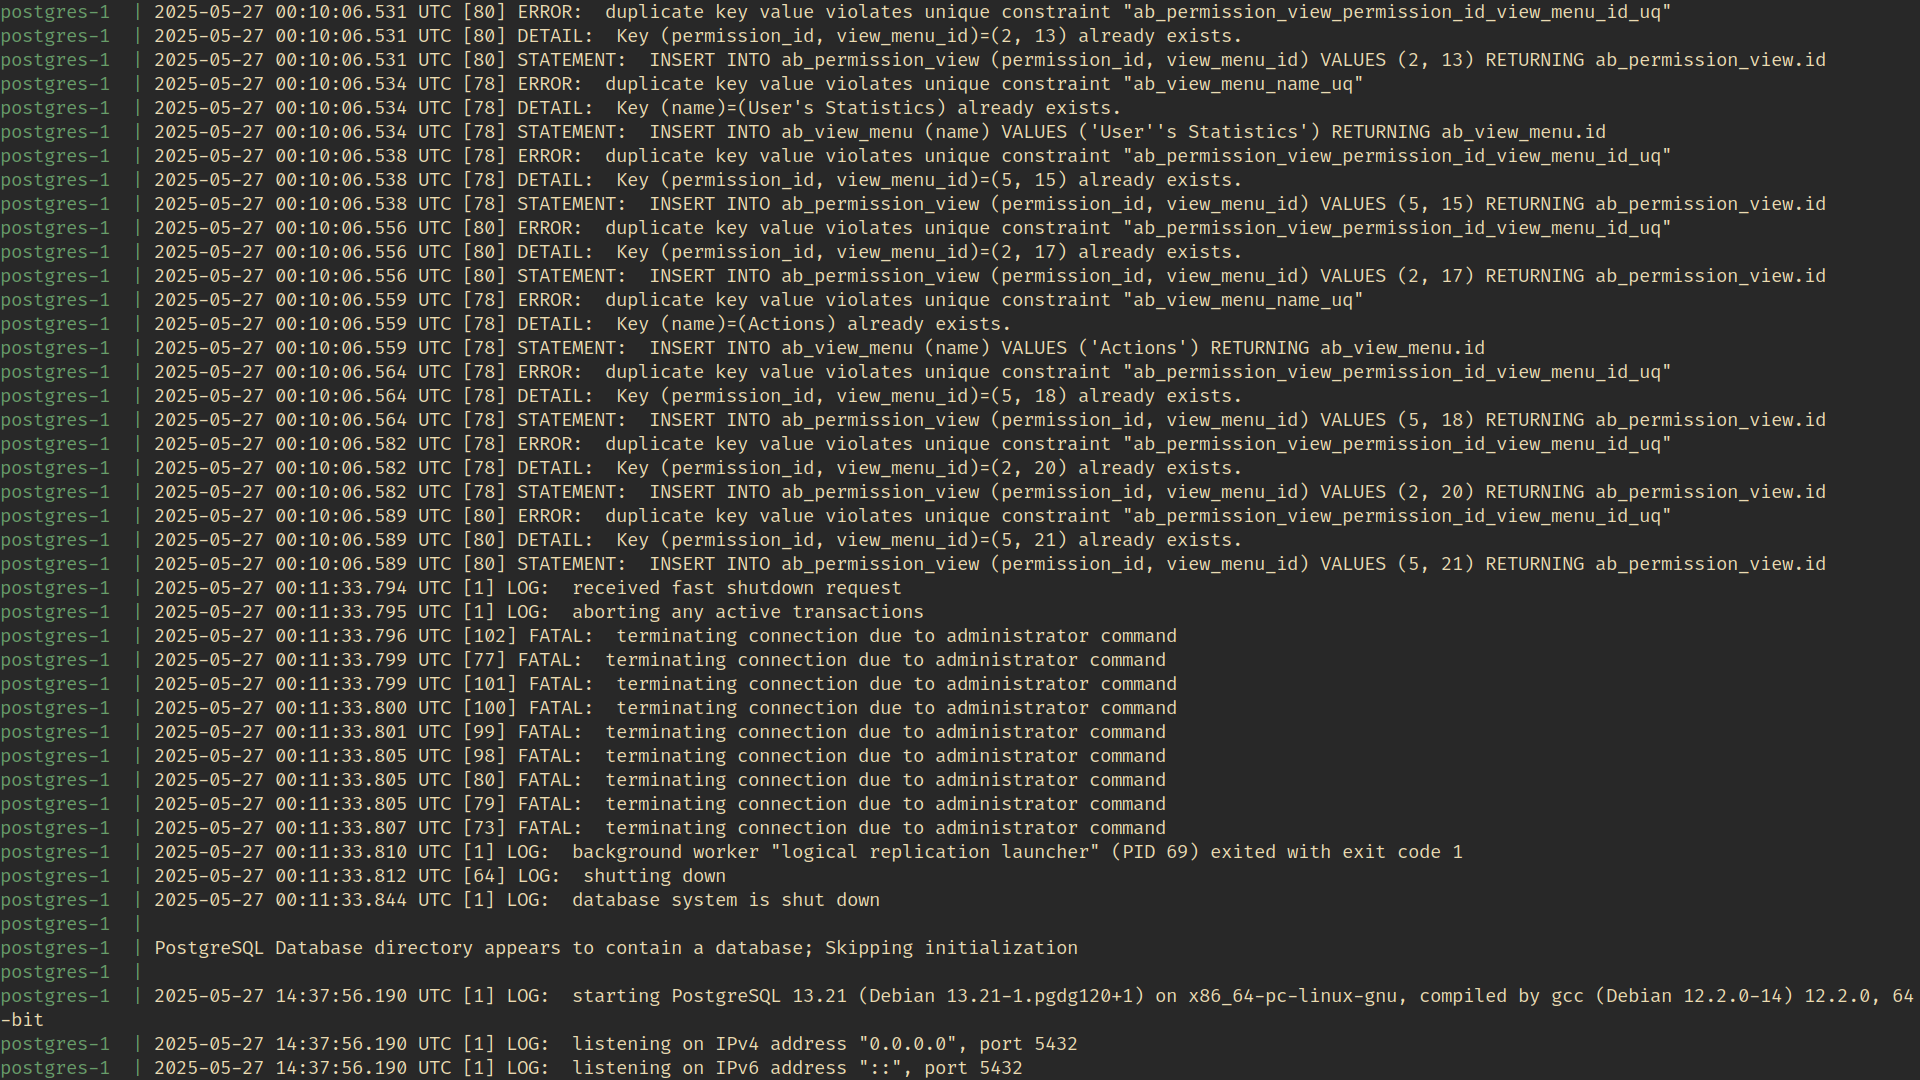 postgres-1  | 2025-05-27 00:10:06.531 UTC [80] ERROR:  duplicate key value violates unique constraint "ab_permission_view_permission_id_view_menu_id_uq"
postgres-1  | 2025-05-27 00:10:06.531 UTC [80] DETAIL:  Key (permission_id, view_menu_id)=(2, 13) already exists.
postgres-1  | 2025-05-27 00:10:06.531 UTC [80] STATEMENT:  INSERT INTO ab_permission_view (permission_id, view_menu_id) VALUES (2, 13) RETURNING ab_permission_view.id
postgres-1  | 2025-05-27 00:10:06.534 UTC [78] ERROR:  duplicate key value violates unique constraint "ab_view_menu_name_uq"
postgres-1  | 2025-05-27 00:10:06.534 UTC [78] DETAIL:  Key (name)=(User's Statistics) already exists.
postgres-1  | 2025-05-27 00:10:06.534 UTC [78] STATEMENT:  INSERT INTO ab_view_menu (name) VALUES ('User''s Statistics') RETURNING ab_view_menu.id
postgres-1  | 2025-05-27 00:10:06.538 UTC [78] ERROR:  duplicate key value violates unique constraint "ab_permission_view_permission_id_view_menu_id_uq"
postgres-1  | 2025-05-27 00:10:06.538 UTC [78] DETAIL:  Key (permission_id, view_menu_id)=(5, 15) already exists.
postgres-1  | 2025-05-27 00:10:06.538 UTC [78] STATEMENT:  INSERT INTO ab_permission_view (permission_id, view_menu_id) VALUES (5, 15) RETURNING ab_permission_view.id
postgres-1  | 2025-05-27 00:10:06.556 UTC [80] ERROR:  duplicate key value violates unique constraint "ab_permission_view_permission_id_view_menu_id_uq"
postgres-1  | 2025-05-27 00:10:06.556 UTC [80] DETAIL:  Key (permission_id, view_menu_id)=(2, 17) already exists.
postgres-1  | 2025-05-27 00:10:06.556 UTC [80] STATEMENT:  INSERT INTO ab_permission_view (permission_id, view_menu_id) VALUES (2, 17) RETURNING ab_permission_view.id
postgres-1  | 2025-05-27 00:10:06.559 UTC [78] ERROR:  duplicate key value violates unique constraint "ab_view_menu_name_uq"
postgres-1  | 2025-05-27 00:10:06.559 UTC [78] DETAIL:  Key (name)=(Actions) already exists.
postgres-1  | 2025-05-27 00:10:06.559 UTC [78] STATEMENT:  INSERT INTO ab_view_menu (name) VALUES ('Actions') RETURNING ab_view_menu.id
postgres-1  | 2025-05-27 00:10:06.564 UTC [78] ERROR:  duplicate key value violates unique constraint "ab_permission_view_permission_id_view_menu_id_uq"
postgres-1  | 2025-05-27 00:10:06.564 UTC [78] DETAIL:  Key (permission_id, view_menu_id)=(5, 18) already exists.
postgres-1  | 2025-05-27 00:10:06.564 UTC [78] STATEMENT:  INSERT INTO ab_permission_view (permission_id, view_menu_id) VALUES (5, 18) RETURNING ab_permission_view.id
postgres-1  | 2025-05-27 00:10:06.582 UTC [78] ERROR:  duplicate key value violates unique constraint "ab_permission_view_permission_id_view_menu_id_uq"
postgres-1  | 2025-05-27 00:10:06.582 UTC [78] DETAIL:  Key (permission_id, view_menu_id)=(2, 20) already exists.
postgres-1  | 2025-05-27 00:10:06.582 UTC [78] STATEMENT:  INSERT INTO ab_permission_view (permission_id, view_menu_id) VALUES (2, 20) RETURNING ab_permission_view.id
postgres-1  | 2025-05-27 00:10:06.589 UTC [80] ERROR:  duplicate key value violates unique constraint "ab_permission_view_permission_id_view_menu_id_uq"
postgres-1  | 2025-05-27 00:10:06.589 UTC [80] DETAIL:  Key (permission_id, view_menu_id)=(5, 21) already exists.
postgres-1  | 2025-05-27 00:10:06.589 UTC [80] STATEMENT:  INSERT INTO ab_permission_view (permission_id, view_menu_id) VALUES (5, 21) RETURNING ab_permission_view.id
postgres-1  | 2025-05-27 00:11:33.794 UTC [1] LOG:  received fast shutdown request
postgres-1  | 2025-05-27 00:11:33.795 UTC [1] LOG:  aborting any active transactions
postgres-1  | 2025-05-27 00:11:33.796 UTC [102] FATAL:  terminating connection due to administrator command
postgres-1  | 2025-05-27 00:11:33.799 UTC [77] FATAL:  terminating connection due to administrator command
postgres-1  | 2025-05-27 00:11:33.799 UTC [101] FATAL:  terminating connection due to administrator command
postgres-1  | 2025-05-27 00:11:33.800 UTC [100] FATAL:  terminating connection due to administrator command
postgres-1  | 2025-05-27 00:11:33.801 UTC [99] FATAL:  terminating connection due to administrator command
postgres-1  | 2025-05-27 00:11:33.805 UTC [98] FATAL:  terminating connection due to administrator command
postgres-1  | 2025-05-27 00:11:33.805 UTC [80] FATAL:  terminating connection due to administrator command
postgres-1  | 2025-05-27 00:11:33.805 UTC [79] FATAL:  terminating connection due to administrator command
postgres-1  | 2025-05-27 00:11:33.807 UTC [73] FATAL:  terminating connection due to administrator command
postgres-1  | 2025-05-27 00:11:33.810 UTC [1] LOG:  background worker "logical replication launcher" (PID 69) exited with exit code 1
postgres-1  | 2025-05-27 00:11:33.812 UTC [64] LOG:  shutting down
postgres-1  | 2025-05-27 00:11:33.844 UTC [1] LOG:  database system is shut down
postgres-1  |
postgres-1  | PostgreSQL Database directory appears to contain a database; Skipping initialization
postgres-1  |
postgres-1  | 2025-05-27 14:37:56.190 UTC [1] LOG:  starting PostgreSQL 13.21 (Debian 13.21-1.pgdg120+1) on x86_64-pc-linux-gnu, compiled by gcc (Debian 12.2.0-14) 12.2.0, 64
-bit
postgres-1  | 2025-05-27 14:37:56.190 UTC [1] LOG:  listening on IPv4 address "0.0.0.0", port 5432
postgres-1  | 2025-05-27 14:37:56.190 UTC [1] LOG:  listening on IPv6 address "::", port 5432